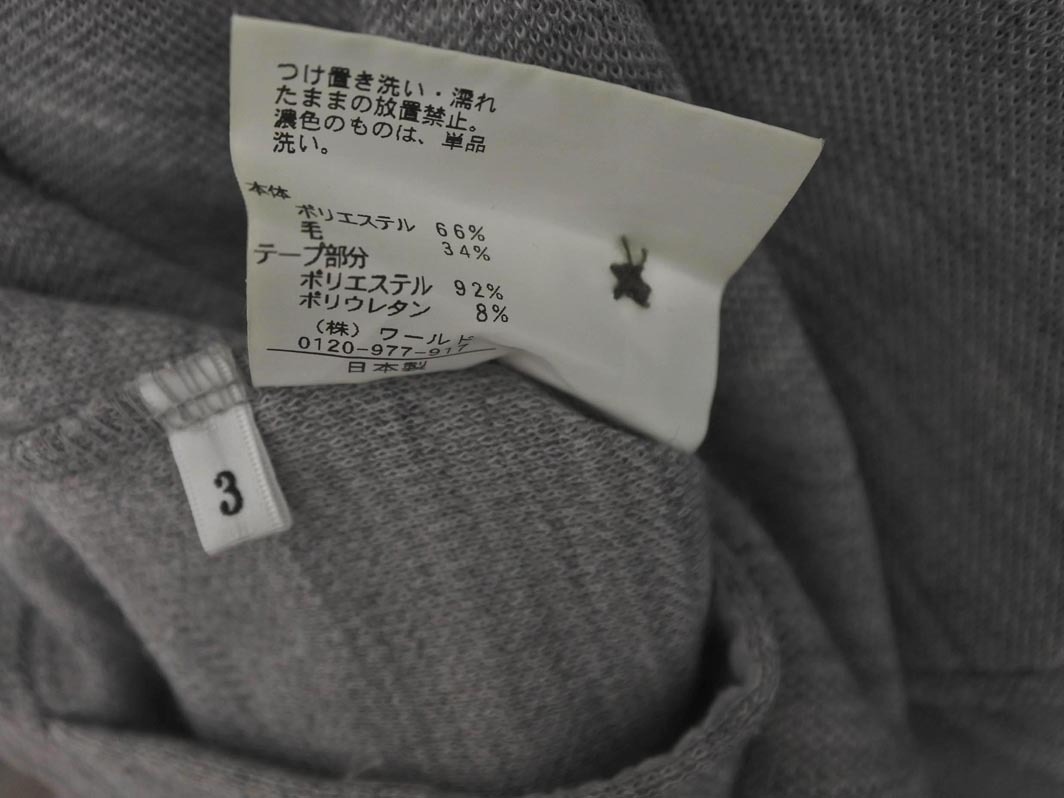 つけ置き洗い・濡れ
たままの放置禁止。
濃色のものは、単品
洗い。
本体
ポリエステル 66%
毛 34%
テープ部分
ポリエステル 92%
ポリウレタン 8%
(株) ワールド
0120-977-917
日本製
3